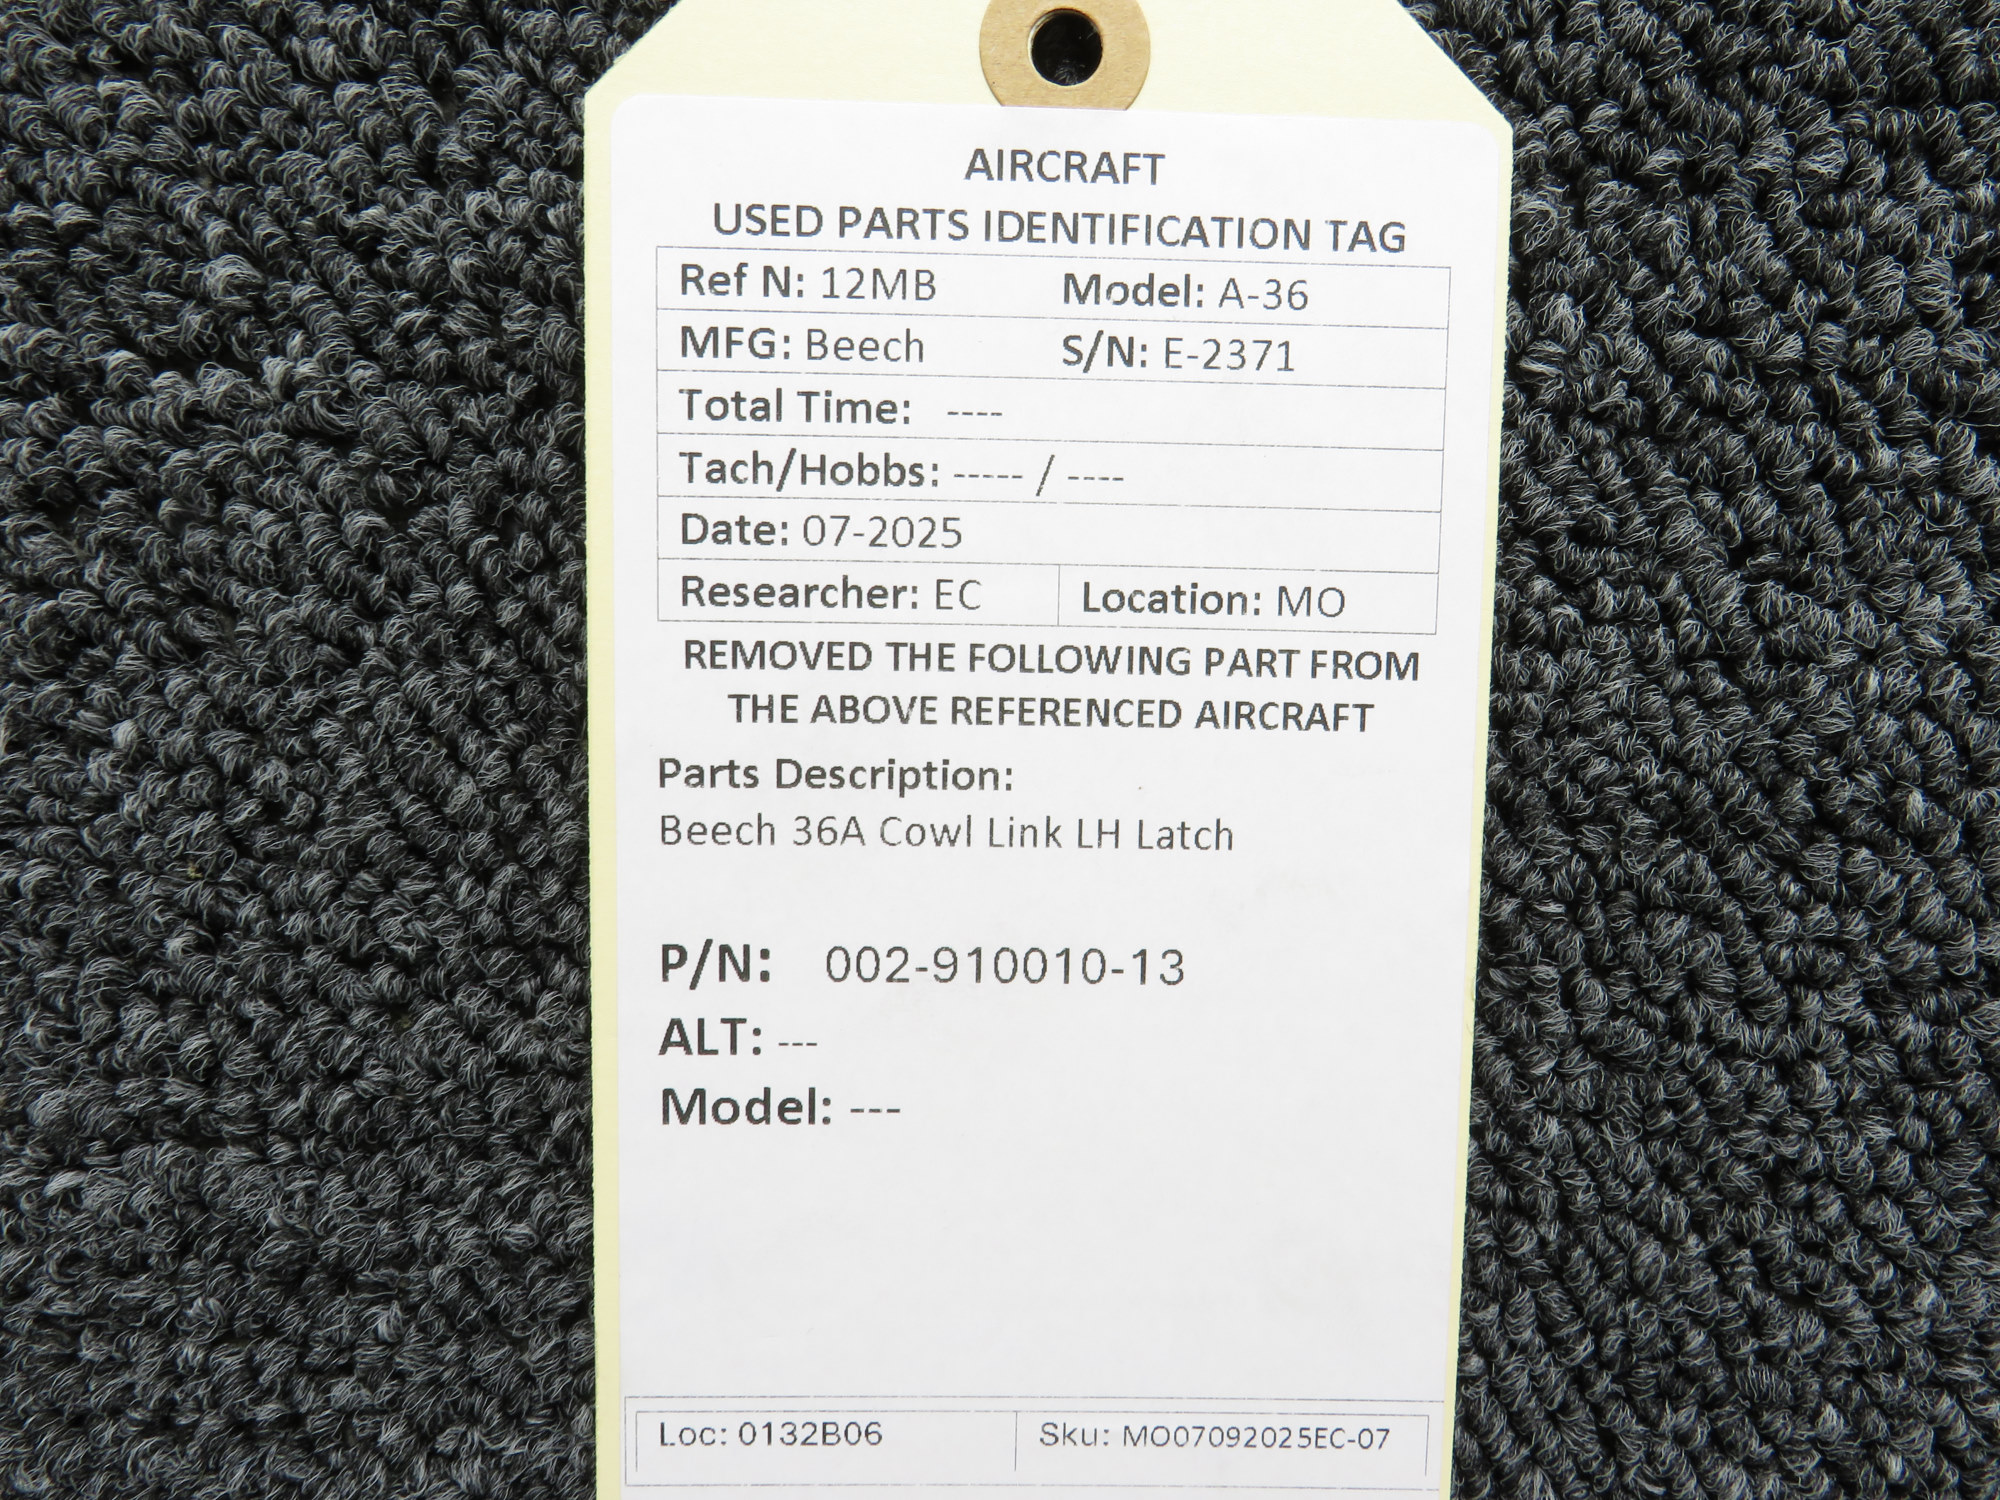 AIRCRAFT
USED PARTS IDENTIFICATION TAG
Ref N: 12MB Model: A-36
MFG: Beech S/N: E-2371
Total Time: ----
Tach/Hobbs: ----- / ----
Date: 07-2025
Researcher: EC Location: MO
REMOVED THE FOLLOWING PART FROM
THE ABOVE REFERENCED AIRCRAFT
Parts Description:
Beech 36A Cowl Link LH Latch
P/N: 002-910010-13
ALT: ---
Model: ---
Loc: 0132B06 Sku: MO07092025EC-07